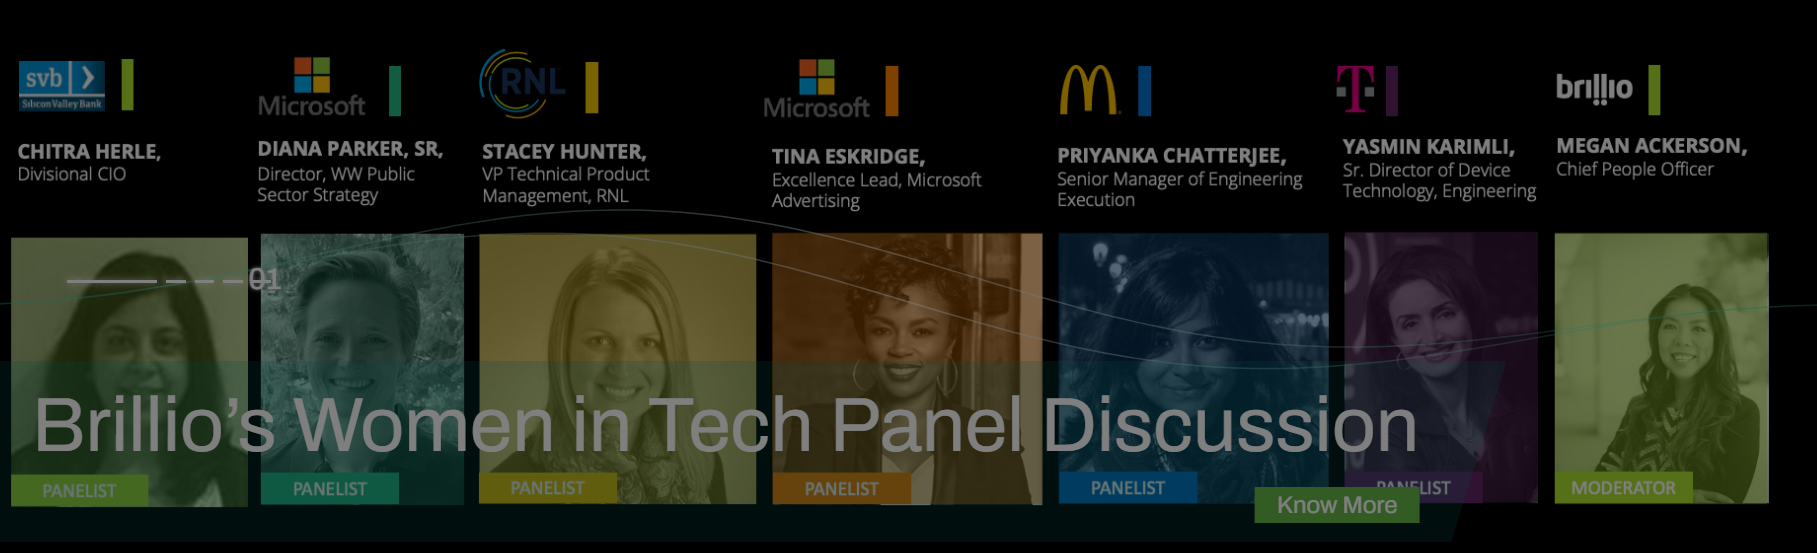 svb
Silicon Valley Bank
CHITRA HERLE,
Divisional CIO
Microsoft
DIANA PARKER, SR,
Director, WW Public
Sector Strategy
RNL
STACEY HUNTER,
VP Technical Product
Management, RNL
Microsoft
TINA ESKRIDGE,
Excellence Lead, Microsoft
Advertising
PRIYANKA CHATTERJEE,
Senior Manager of Engineering
Execution
T
YASMIN KARIMLI,
Sr. Director of Device
Technology, Engineering
brillio
MEGAN ACKERSON,
Chief People Officer
01
Brillio’s Women in Tech Panel Discussion
PANELIST
PANELIST
PANELIST
PANELIST
PANELIST
PANELIST
MODERATOR
Know More